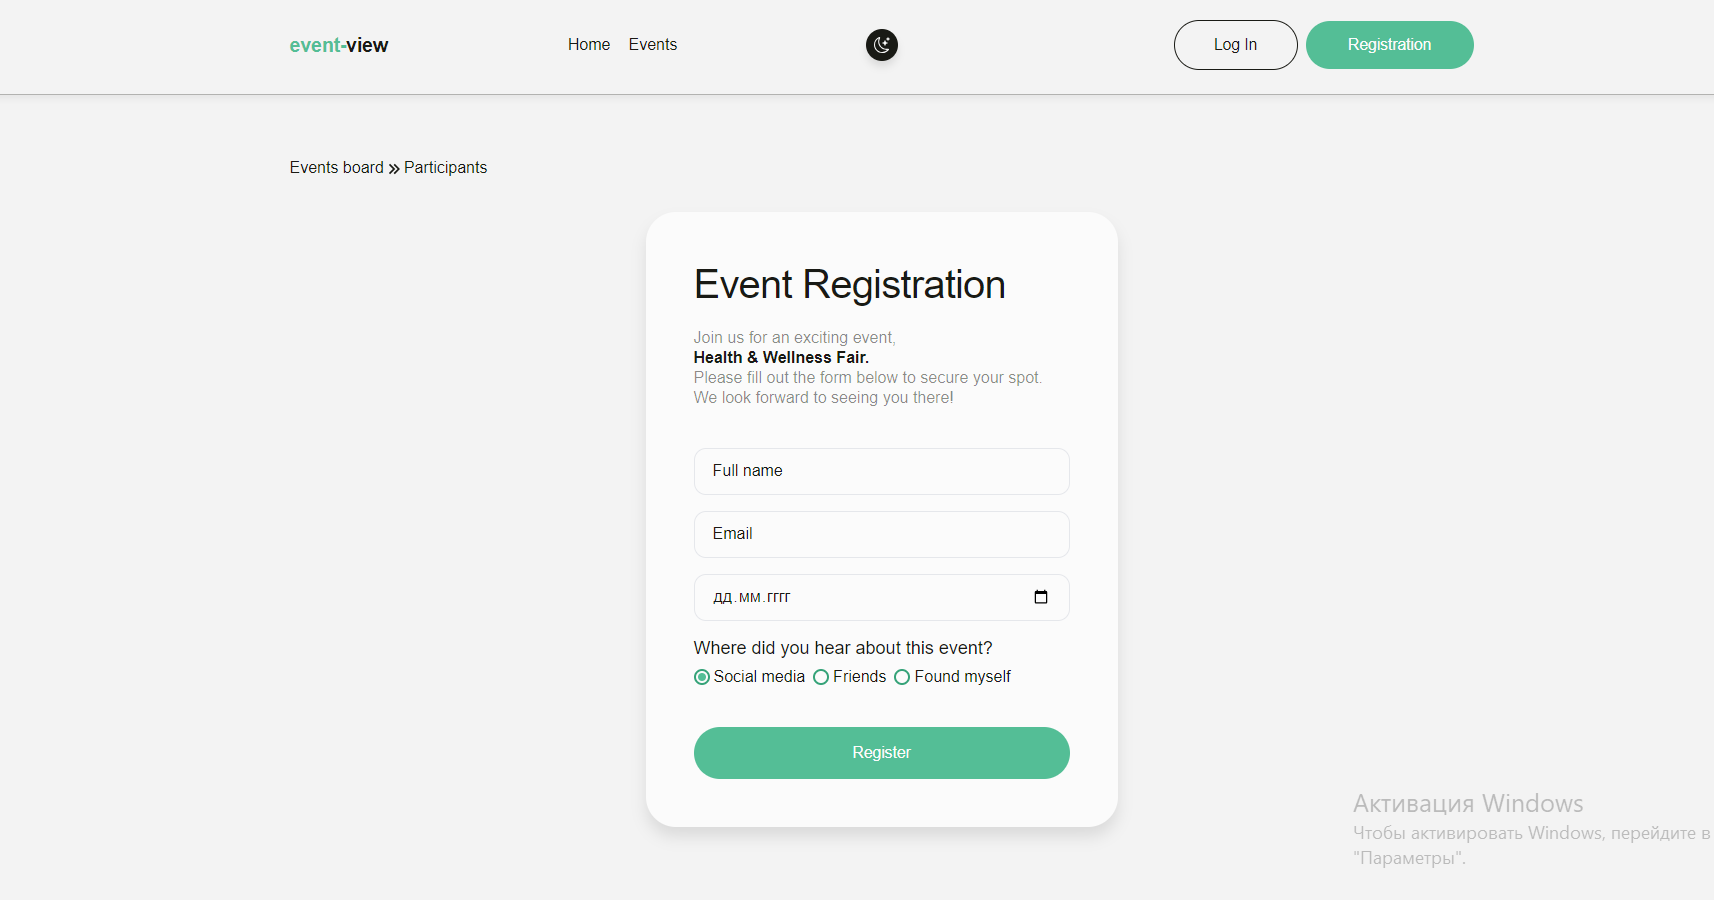 event-view
Home Events
Log In
Registration
Events board » Participants
Event Registration
Join us for an exciting event,
Health & Wellness Fair.
Please fill out the form below to secure your spot.
We look forward to seeing you there!
Full name
Email
дд.мм.гггг
Where did you hear about this event?
Social media Friends Found myself
Register
Активация Windows
Чтобы активировать Windows, перейдите в
"Параметры".